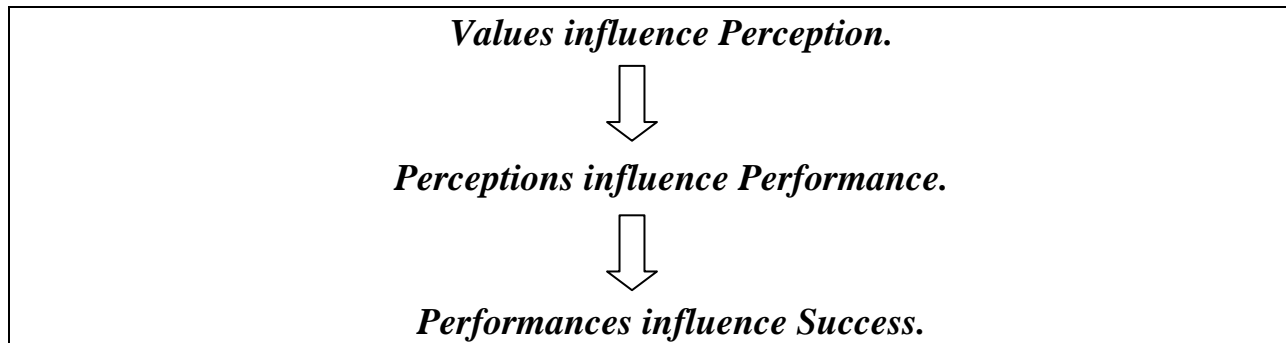 Values influence Perception.
Perceptions influence Performance.
Performances influence Success.